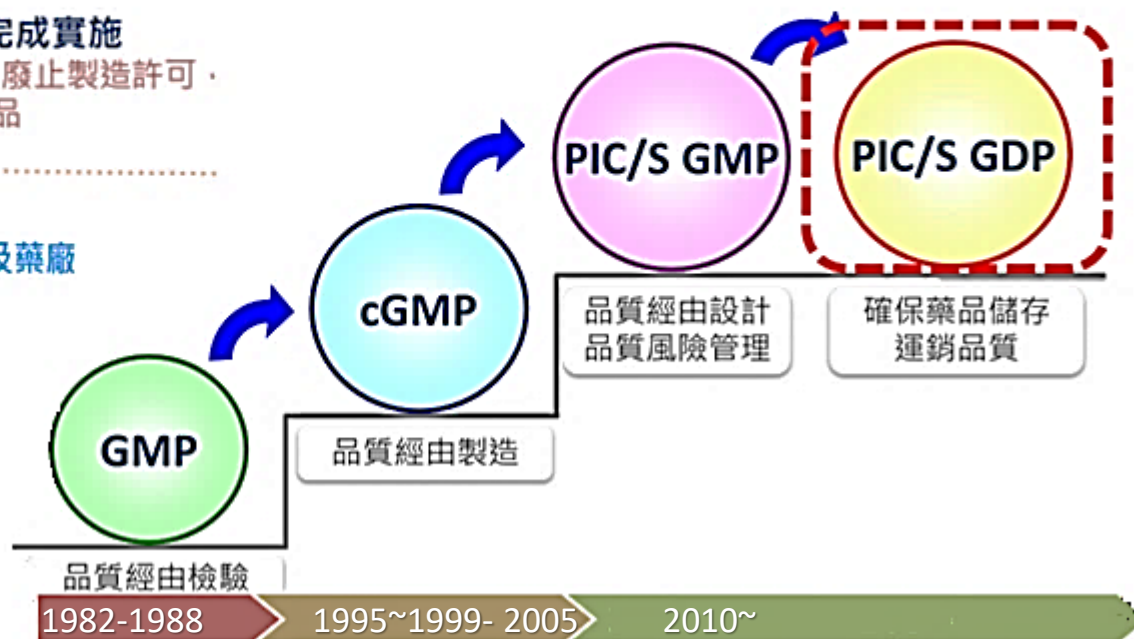 完成實施
廢止製造許可，
品
及藥廠
PIC/S GMP
PIC/S GDP
cGMP
GMP
品質經由設計
品質風險管理
確保藥品儲存
運銷品質
品質經由製造
品質經由檢驗
1982-1988
1995~1999- 2005
2010~